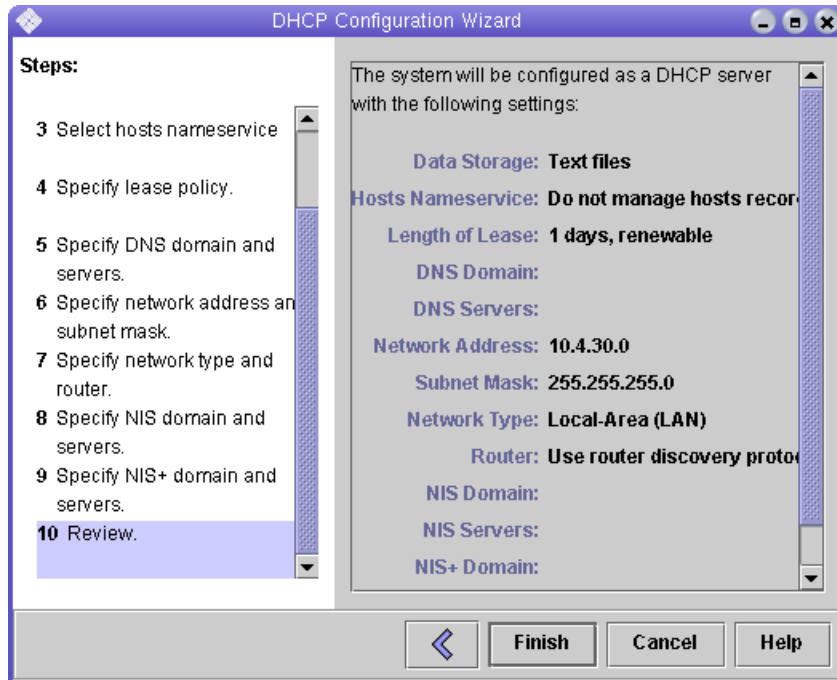 DHCP Configuration Wizard
Steps:
3 Select hosts nameservice
4 Specify lease policy.
5 Specify DNS domain and
servers.
6 Specify network address an
subnet mask.
7 Specify network type and
router.
8 Specify NIS domain and
servers.
9 Specify NIS+ domain and
servers.
10 Review.
The system will be configured as a DHCP server
with the following settings:
Data Storage: Text files
Hosts Nameservice: Do not manage hosts recor
Length of Lease: 1 days, renewable
DNS Domain:
DNS Servers:
Network Address: 10.4.30.0
Subnet Mask: 255.255.255.0
Network Type: Local-Area (LAN)
Router: Use router discovery proto
NIS Domain:
NIS Servers:
NIS+ Domain:
Finish Cancel Help